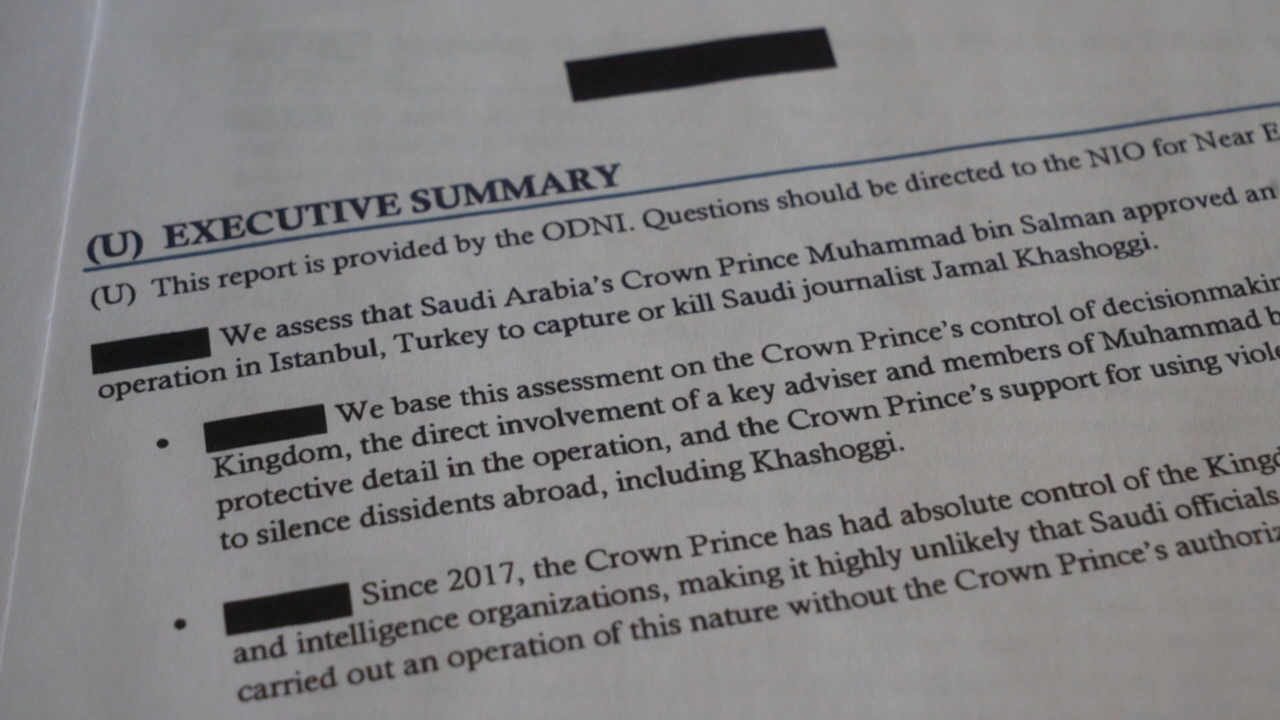 (U) EXECUTIVE SUMMARY
(U) This report is provided by the ODNI. Questions should be directed to the NIO for Near E
We assess that Saudi Arabia's Crown Prince Muhammad bin Salman approved an
operation in Istanbul, Turkey to capture or kill Saudi journalist Jamal Khashoggi.
• We base this assessment on the Crown Prince's control of decisionmakin
Kingdom, the direct involvement of a key adviser and members of Muhammad b
protective detail in the operation, and the Crown Prince's support for using viole
to silence dissidents abroad, including Khashoggi.
• Since 2017, the Crown Prince has had absolute control of the Kingd
and intelligence organizations, making it highly unlikely that Saudi officials
carried out an operation of this nature without the Crown Prince's authoriz